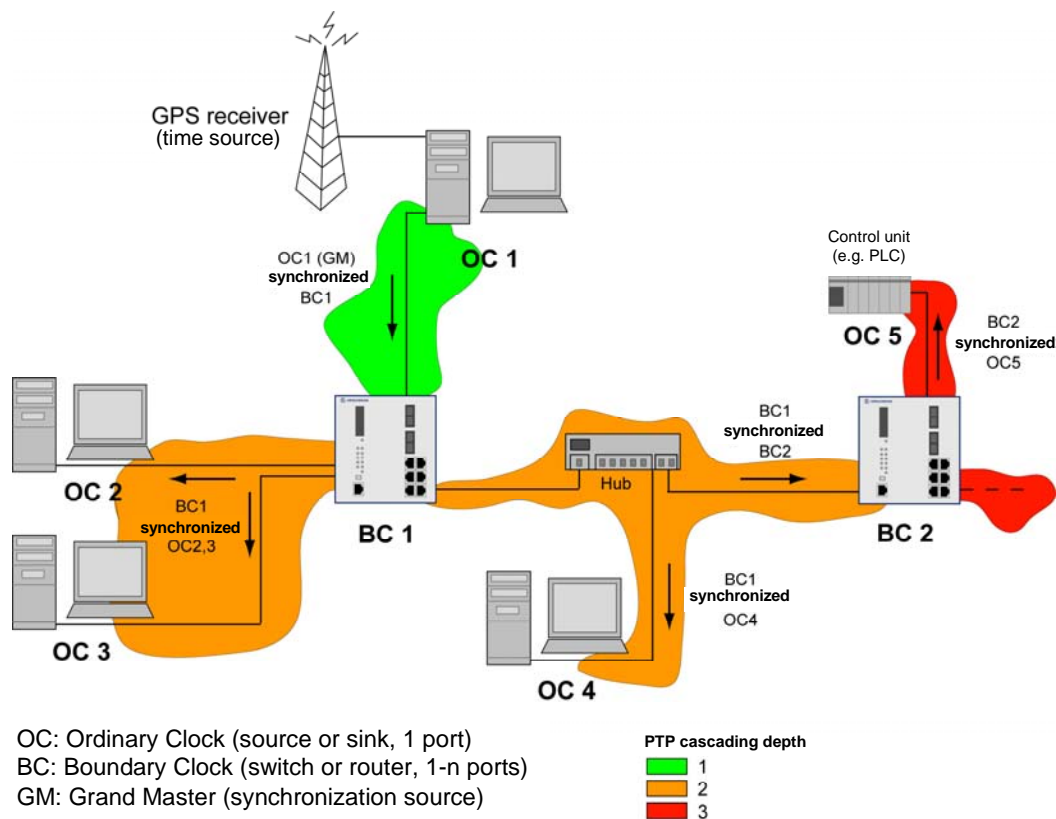 GPS receiver
(time source)
OC 1
OC1 (GM)
synchronized
BC1
Control unit
(e.g. PLC)
OC 5
BC2
synchronized
OC5
OC 2
BC1
synchronized
OC2,3
BC 1
Hub
BC1
synchronized
BC2
BC 2
OC 3
BC1
synchronized
OC4
OC 4
OC: Ordinary Clock (source or sink, 1 port)
BC: Boundary Clock (switch or router, 1-n ports)
GM: Grand Master (synchronization source)
PTP cascading depth
1
2
3